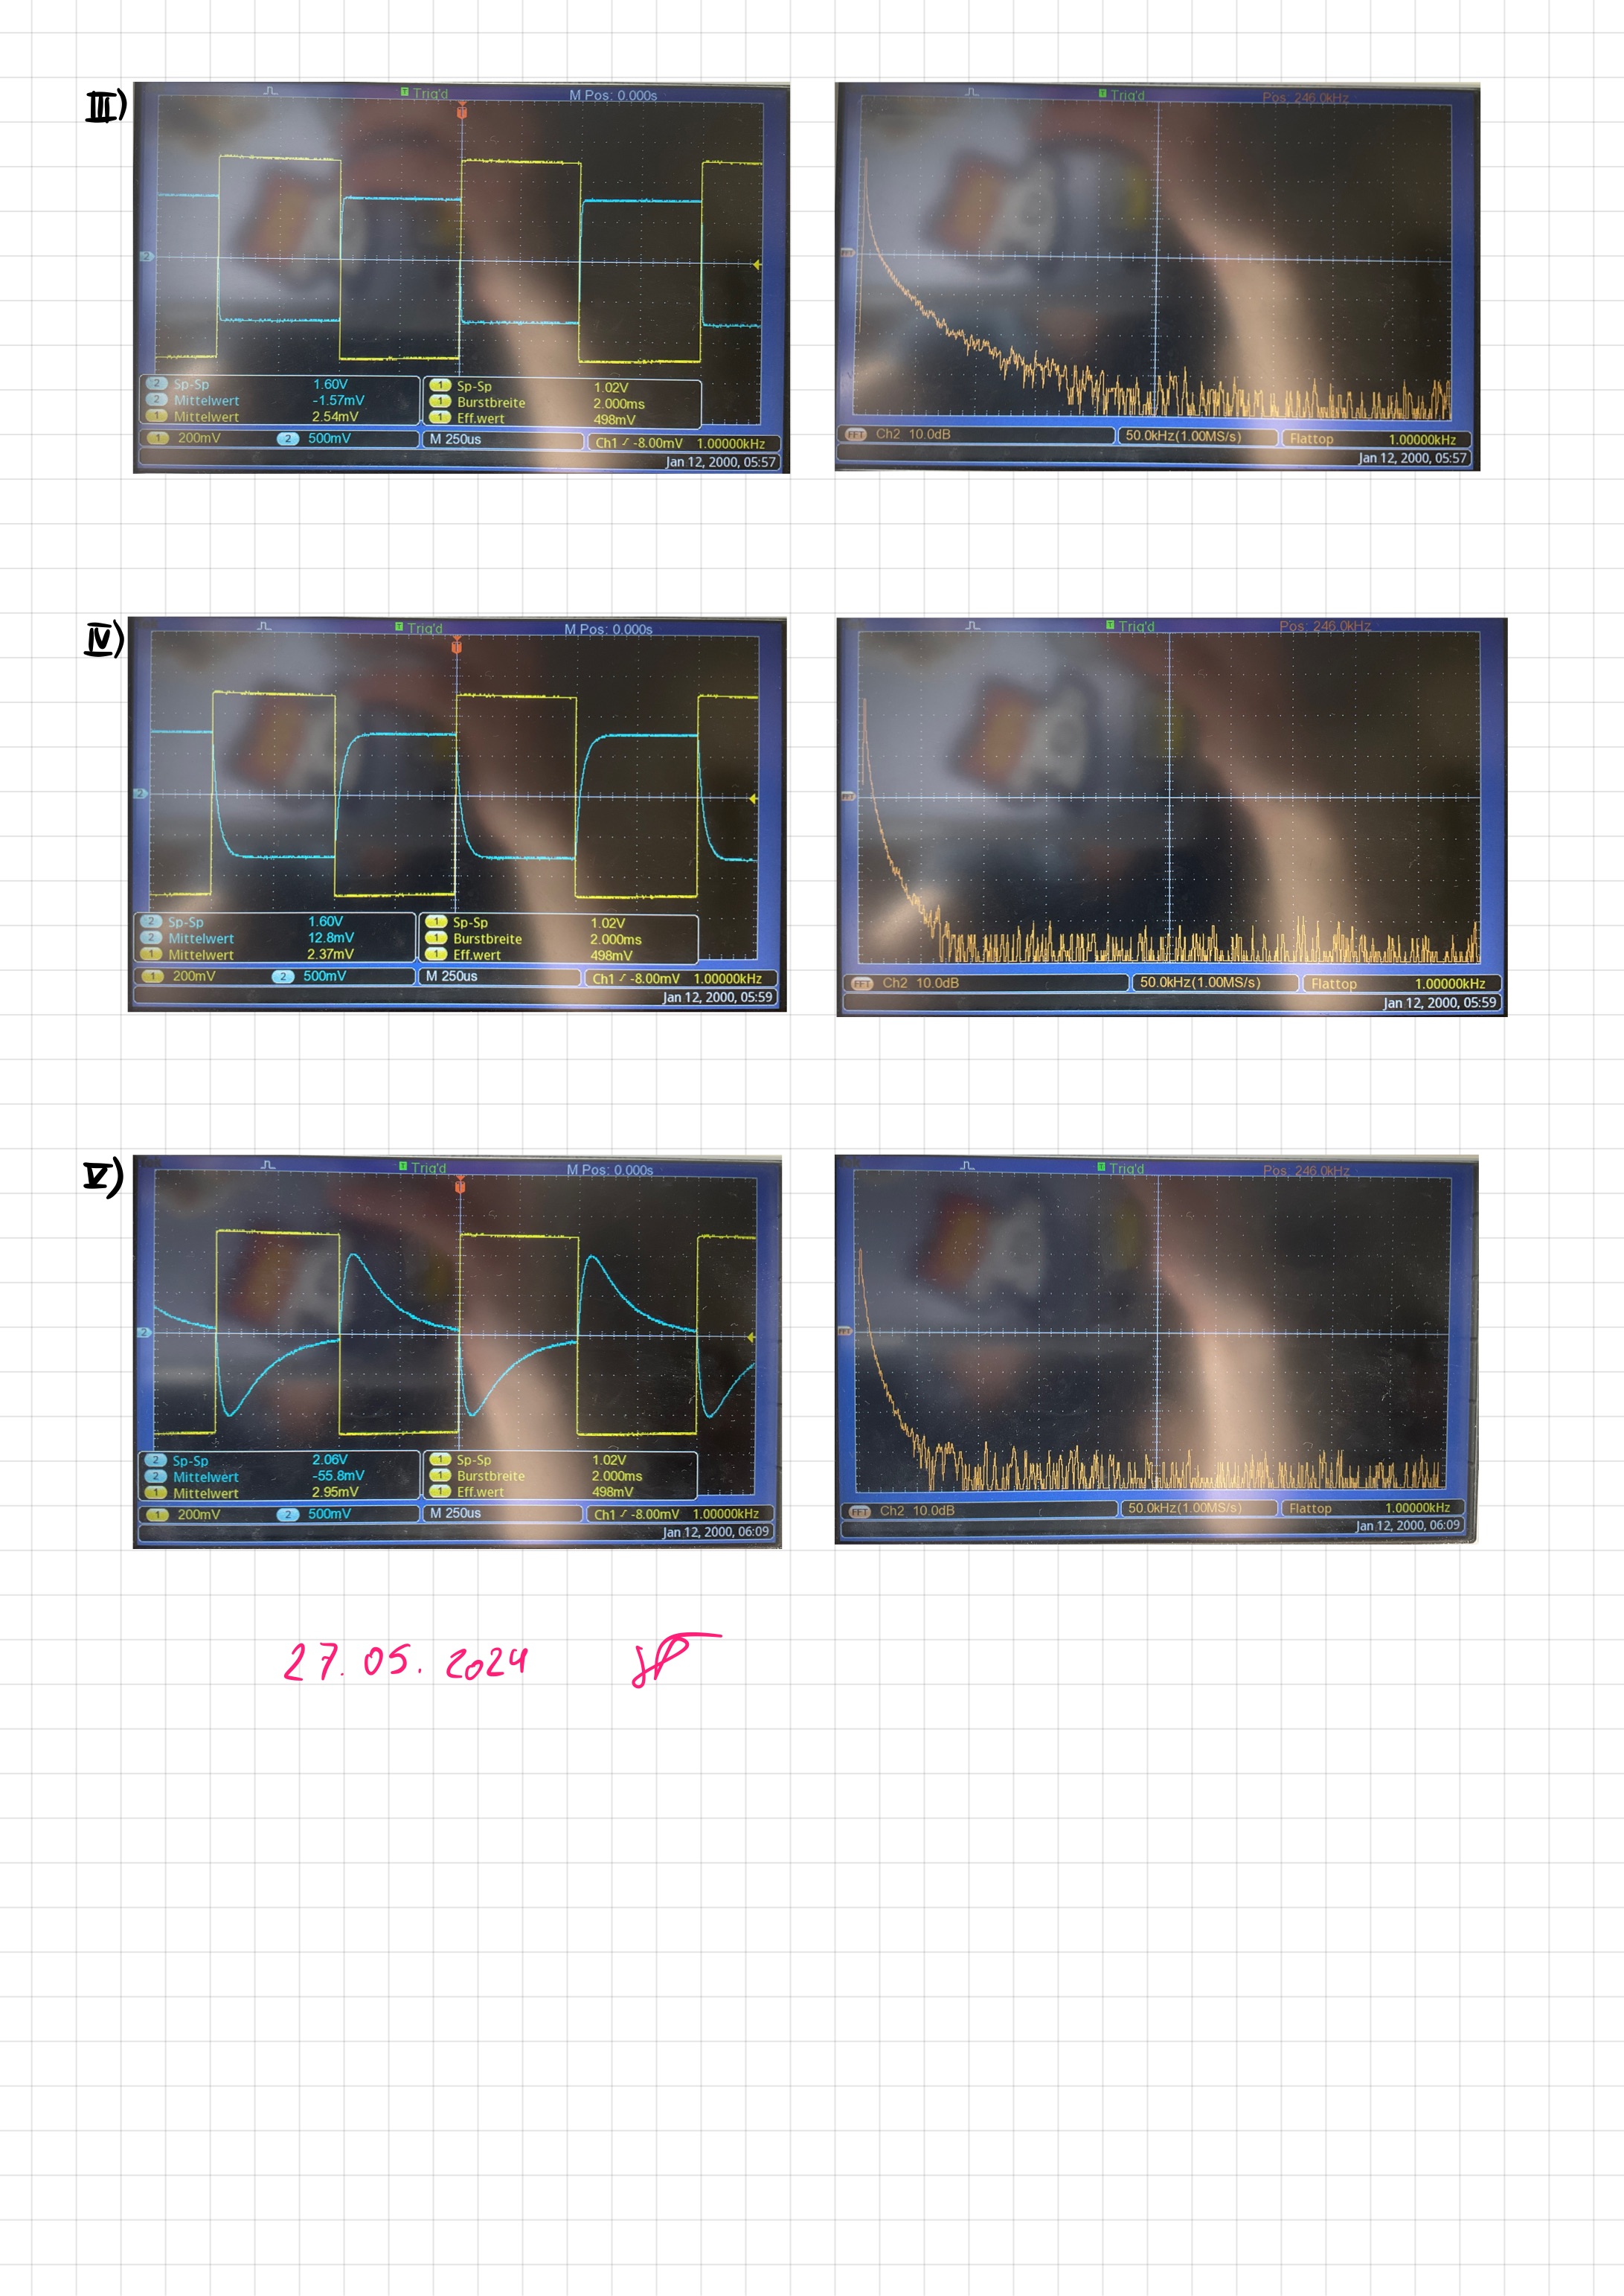 III)
Trig'd M Pos: 0.000s
2 Sp-Sp 1.60V 1 Sp-Sp 1.02V
2 Mittelwert -1.57mV 1 Burstbreite 2.000ms
1 Mittelwert 2.54mV 1 Eff.wert 498mV
1 200mV 2 500mV M 250us Ch1 -8.00mV 1.00000kHz
Jan 12, 2000, 05:57
Trig'd Pos: 246.0kHz
FFT Ch2 10.0dB 50.0kHz(1.00MS/s) Flattop 1.00000kHz
Jan 12, 2000, 05:57
IV)
Trig'd M Pos: 0.000s
2 Sp-Sp 1.60V 1 Sp-Sp 1.02V
2 Mittelwert 12.8mV 1 Burstbreite 2.000ms
1 Mittelwert 2.37mV 1 Eff.wert 498mV
1 200mV 2 500mV M 250us Ch1 -8.00mV 1.00000kHz
Jan 12, 2000, 05:59
Trig'd Pos: 246.0kHz
FFT Ch2 10.0dB 50.0kHz(1.00MS/s) Flattop 1.00000kHz
Jan 12, 2000, 05:59
V)
Trig'd M Pos: 0.000s
2 Sp-Sp 2.06V 1 Sp-Sp 1.02V
2 Mittelwert -55.8mV 1 Burstbreite 2.000ms
1 Mittelwert 2.95mV 1 Eff.wert 498mV
1 200mV 2 500mV M 250us Ch1 -8.00mV 1.00000kHz
Jan 12, 2000, 06:09
Trig'd Pos: 246.0kHz
FFT Ch2 10.0dB 50.0kHz(1.00MS/s) Flattop 1.00000kHz
Jan 12, 2000, 06:09
27.05.2024